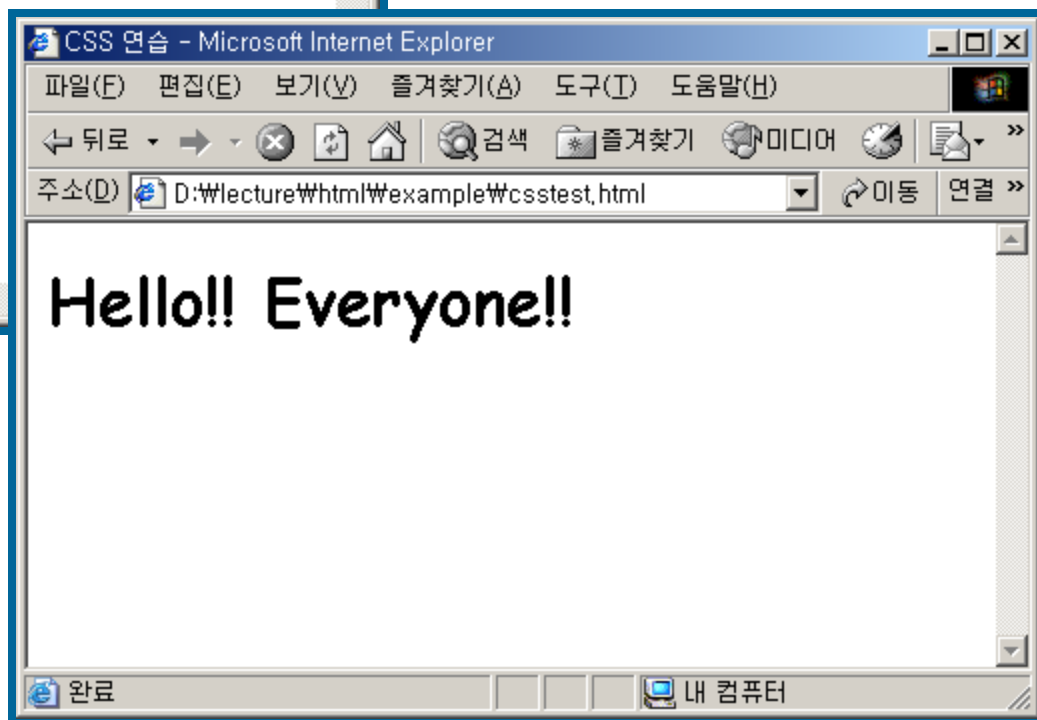 CSS 연습 – Microsoft Internet Explorer
파일(F) 편집(E) 보기(V) 즐겨찾기(A) 도구(T) 도움말(H)
뒤로 검색 즐겨찾기 미디어 »
주소(D) D:₩lecture₩html₩example₩csstest.html 이동 연결 »
Hello!! Everyone!!
완료 내 컴퓨터